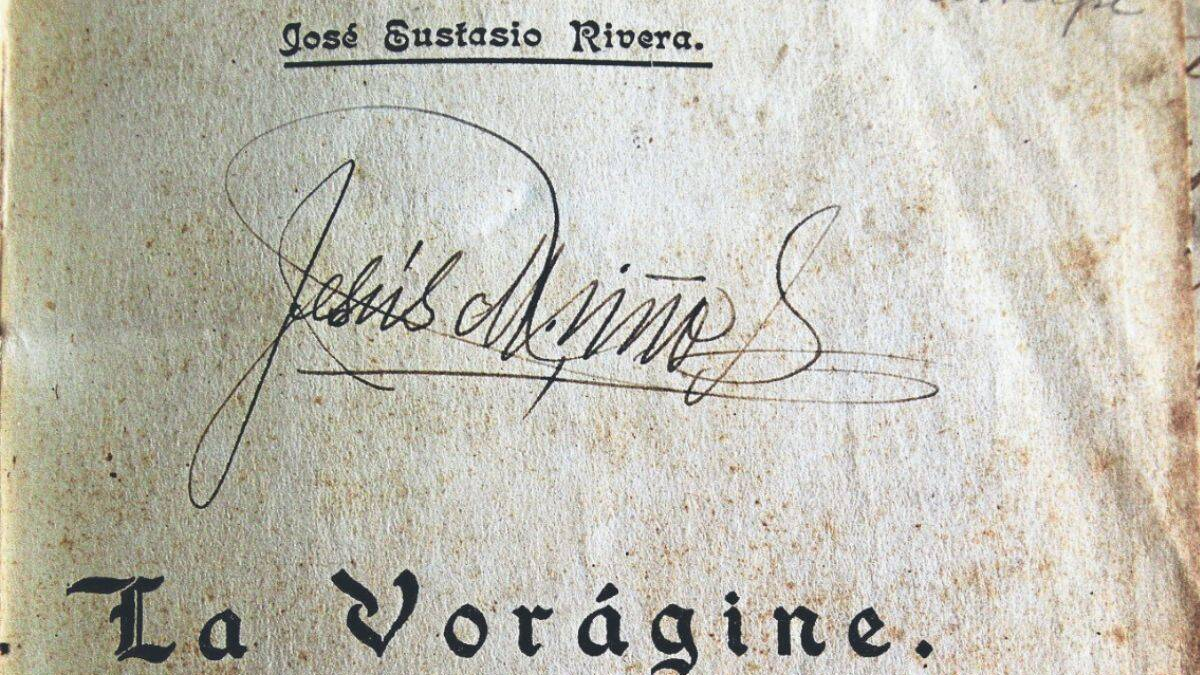 José Eustasio Rivera.
Jesús M. Niño S
La Vorágine.